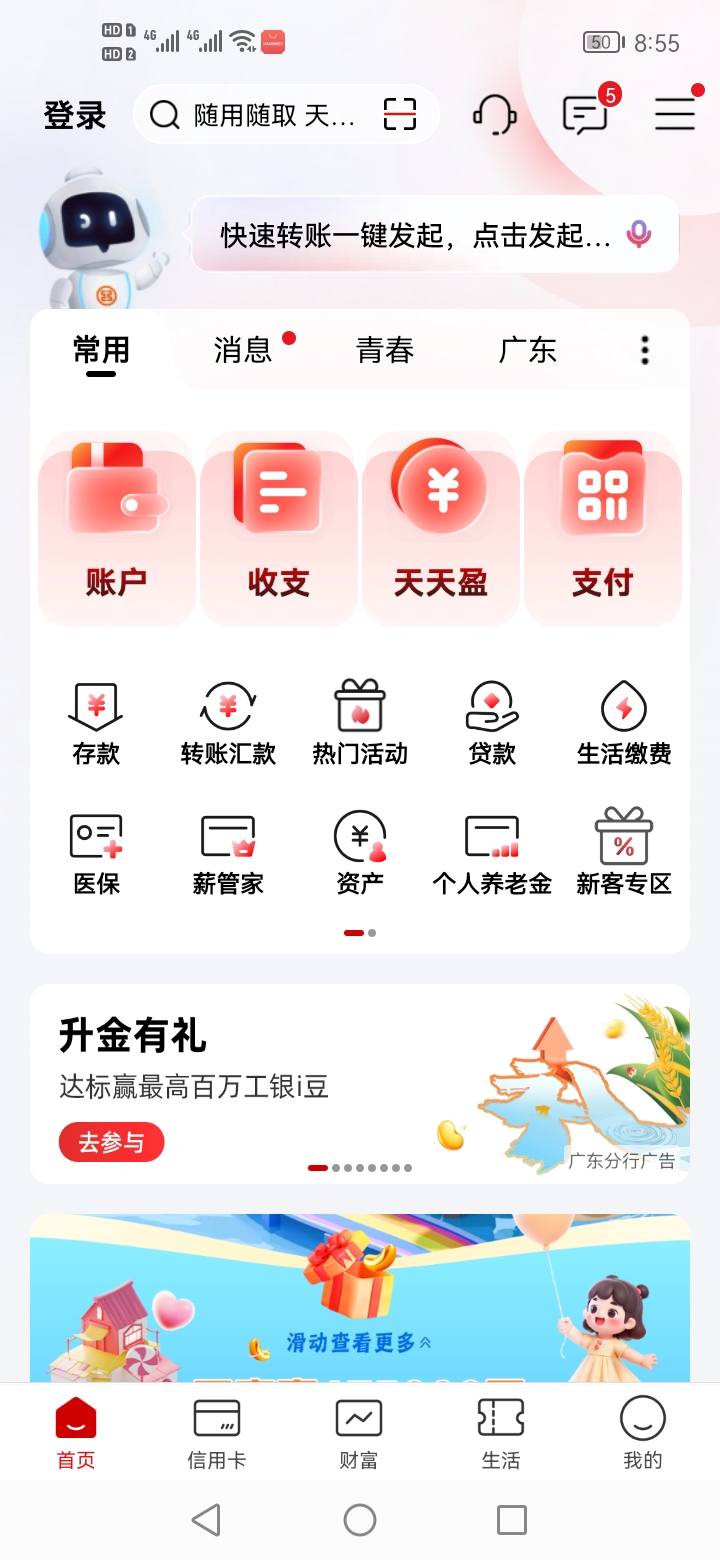 HD 1 4G 4G 50 8:55
HD 2
登录 随用随取 天... 5
快速转账一键发起，点击发起...
常用 消息 青春 广东
账户 收支 天天盈 支付
存款 转账汇款 热门活动 贷款 生活缴费
医保 薪管家 资产 个人养老金 新客专区
升金有礼
达标赢最高百万工银i豆
去参与
广东分行广告
滑动查看更多
首页 信用卡 财富 生活 我的